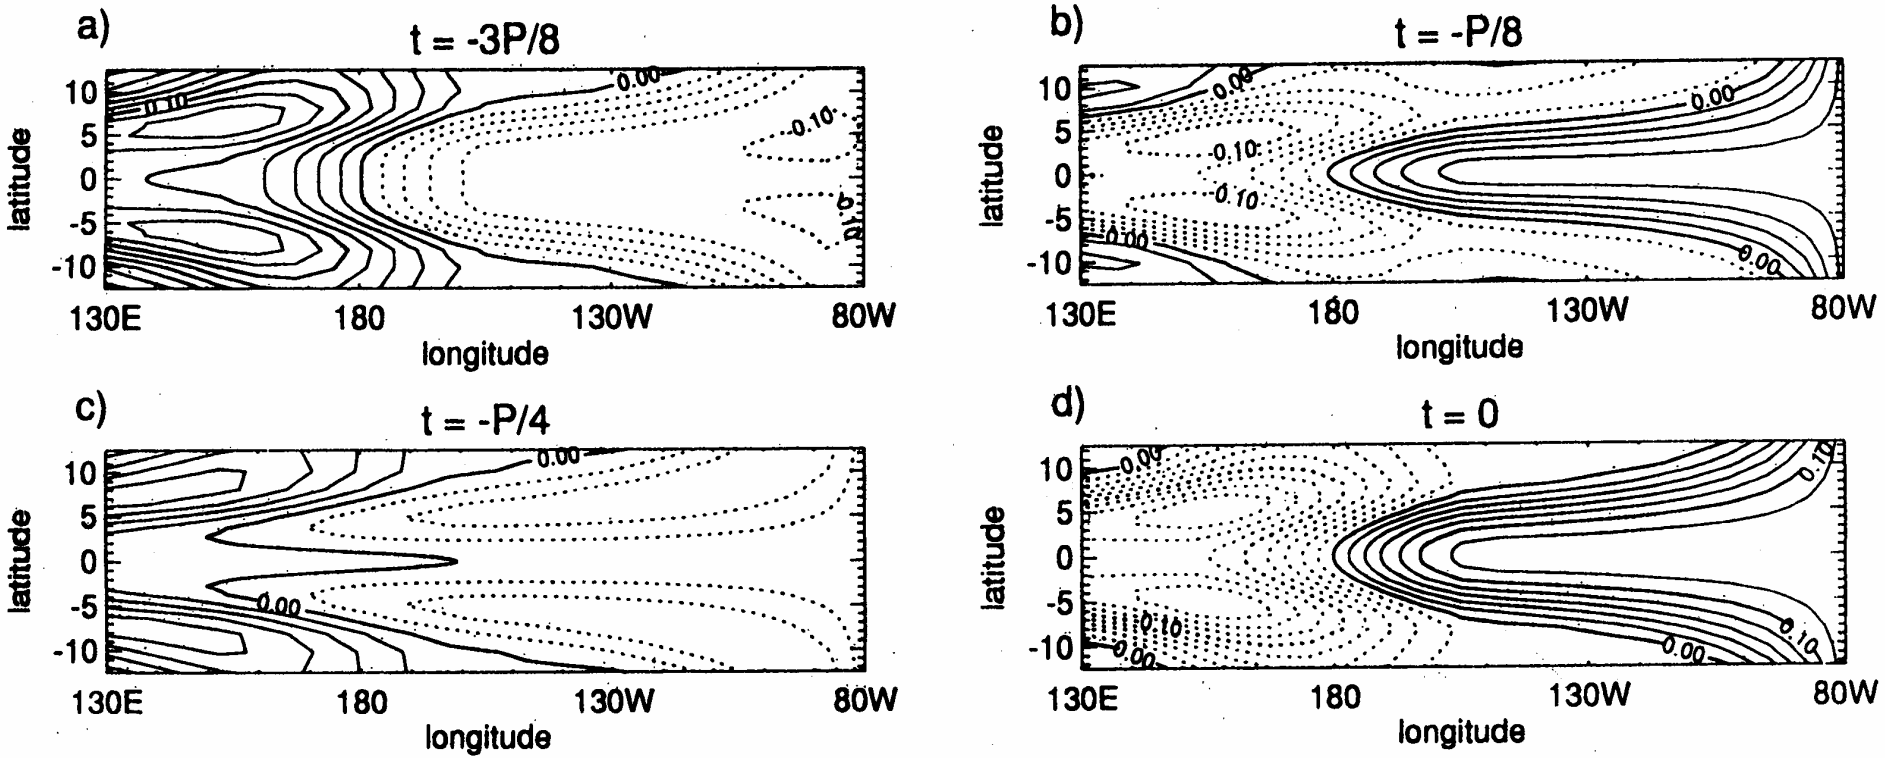 a)
t = -3P/8
latitude
10
5
0
-5
-10
0.10
0.00
-0.10
-0.10
130E 180 130W 80W
longitude
b)
t = -P/8
latitude
10
5
0
-5
-10
0.00
0.00
-0.10
-0.10
0.00
0.00
130E 180 130W 80W
longitude
c)
t = -P/4
latitude
10
5
0
-5
-10
0.00
0.00
130E 180 130W 80W
longitude
d)
t = 0
latitude
10
5
0
-5
-10
0.00
0.10
-0.10
0.00
0.10
0.00
130E 180 130W 80W
longitude